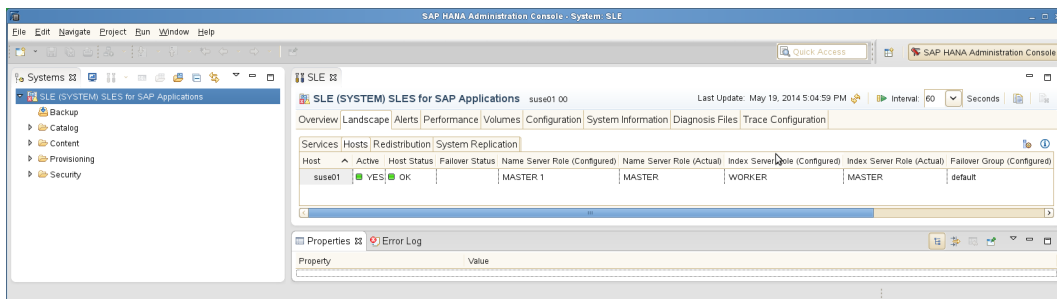 SAP HANA Administration Console - System: SLE
File Edit Navigate Project Run Window Help
Quick Access SAP HANA Administration Console
Systems
SLE (SYSTEM) SLES for SAP Applications
Backup
Catalog
Content
Provisioning
Security
SLE
SLE (SYSTEM) SLES for SAP Applications suse01 00 Last Update: May 19, 2014 5:04:59 PM Interval: 60 Seconds
Overview Landscape Alerts Performance Volumes Configuration System Information Diagnosis Files Trace Configuration
Services Hosts Redistribution System Replication
Host Active Host Status Failover Status Name Server Role (Configured) Name Server Role (Actual) Index Server Role (Configured) Index Server Role (Actual) Failover Group (Configured)
suse01 YES OK MASTER 1 MASTER WORKER MASTER default
Properties Error Log
Property Value